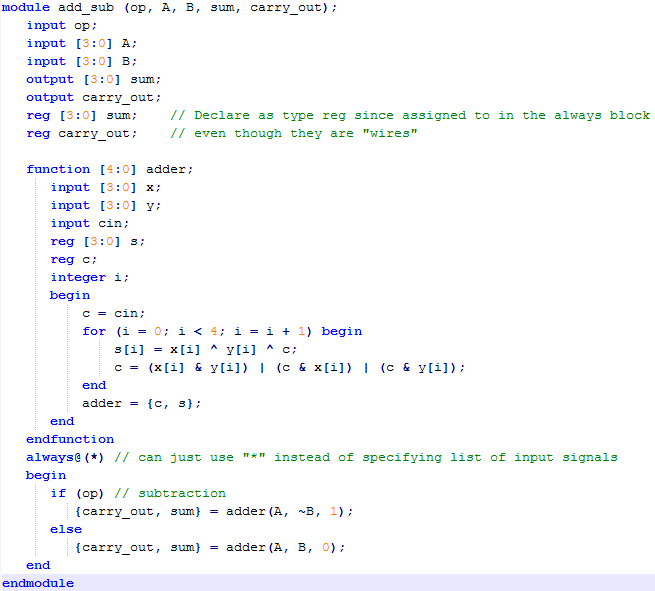 module add_sub (op, A, B, sum, carry_out);
   input op;
   input [3:0] A;
   input [3:0] B;
   output [3:0] sum;
   output carry_out;
   reg [3:0] sum;    // Declare as type reg since assigned to in the always block
   reg carry_out;    // even though they are "wires"

   function [4:0] adder;
      input [3:0] x;
      input [3:0] y;
      input cin;
      reg [3:0] s;
      reg c;
      integer i;
      begin
          c = cin;
          for (i = 0; i < 4; i = i + 1) begin
              s[i] = x[i] ^ y[i] ^ c;
              c = (x[i] & y[i]) | (c & x[i]) | (c & y[i]);
          end
          adder = {c, s};
      end
   endfunction
   always@(*) // can just use "*" instead of specifying list of input signals
   begin
      if (op) // subtraction
         {carry_out, sum} = adder(A, ~B, 1);
      else
         {carry_out, sum} = adder(A, B, 0);
   end
endmodule